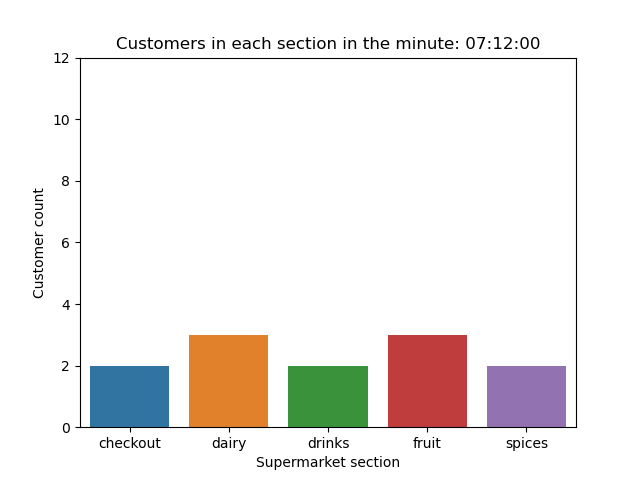 Customers in each section in the minute: 07:12:00
12
10
8
6
4
2
0
Customer count
checkout dairy drinks fruit spices
Supermarket section